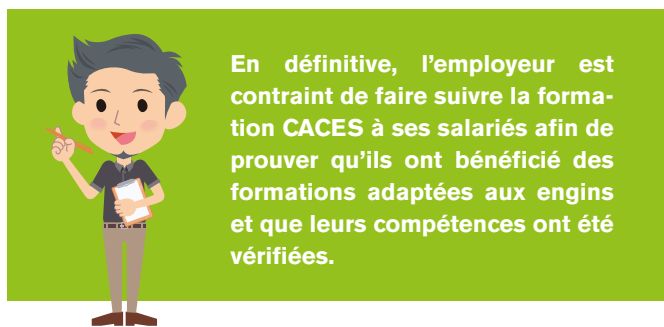 En définitive, l'employeur est
contraint de faire suivre la forma-
tion CACES à ses salariés afin de
prouver qu'ils ont bénéficié des
formations adaptées aux engins
et que leurs compétences ont été
vérifiées.